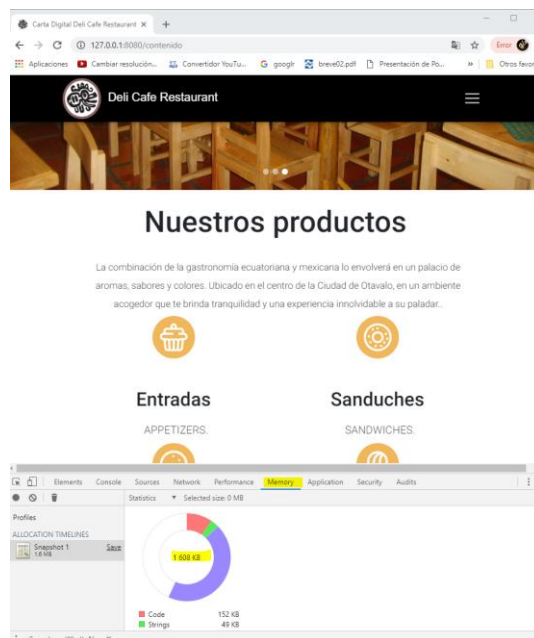 Carta Digital Deli Cafe Restaurant
127.0.0.1:8080/contenido
Error
Aplicaciones Cambiar resolución... Convertidor YouTu... googlr breve02.pdf Presentación de Po... » Otros favor
Deli Cafe Restaurant
Nuestros productos
La combinación de la gastronomia ecuatoriana y mexicana lo envolverá en un palacio de
aromas, sabores y colores. Ubicado en el centro de la Ciudad de Otavalo, en un ambiente
acogedor que te brinda tranquilidad y una experiencia innolvidable a su paladar..
Entradas Sanduches
APPETIZERS. SANDWICHES.
Elements Console Sources Network Performance Memory Application Security Audits
Statistics ▼ Selected size: 0 MB
Profiles
ALLOCATION TIMELINES
Snapshot 1 Save
1.6 MB
1 608 KB
Code 152 KB
Strings 49 KB